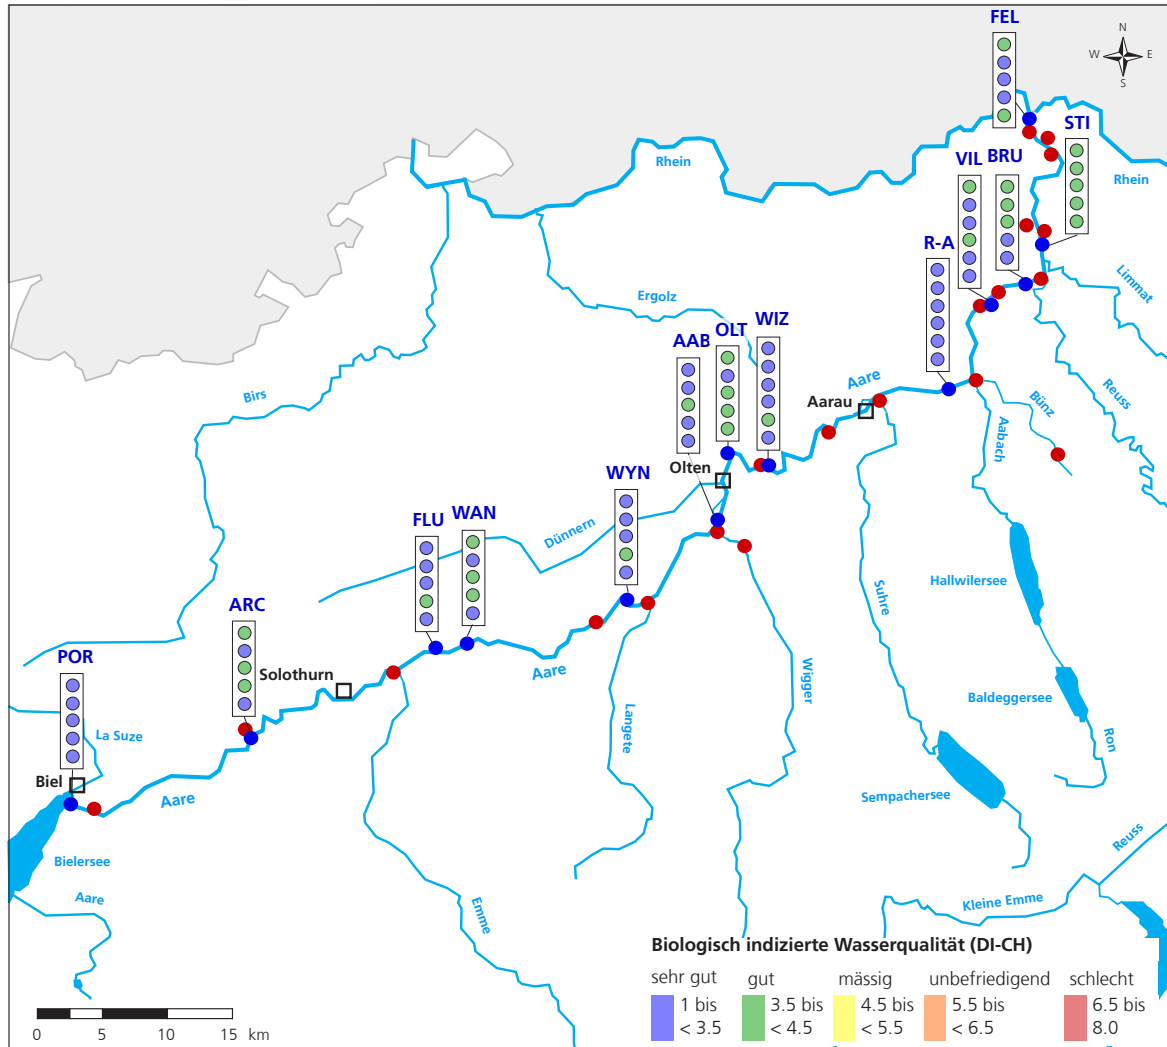 FEL
N
W
E
S
STI
BRU
VIL
Rhein
Rhein
R-A
Limmat
Ergolz
WIZ
OLT
AAB
Aare
Reuss
Birs
Aarau
Bünz
Aabach
WYN
Olten
WAN
FLU
Dünnern
Hallwilersee
Suhre
ARC
POR
Solothurn
Aare
Wigger
Baldeggersee
Langete
La Suze
Ron
Biel
Aare
Sempachersee
Bielersee
Reuss
Aare
Emme
Kleine Emme
Biologisch indizierte Wasserqualität (DI-CH)
sehr gut
gut
mässig
unbefriedigend
schlecht
1 bis
< 3.5
3.5 bis
< 4.5
4.5 bis
< 5.5
5.5 bis
< 6.5
6.5 bis
8.0
0 5 10 15 km